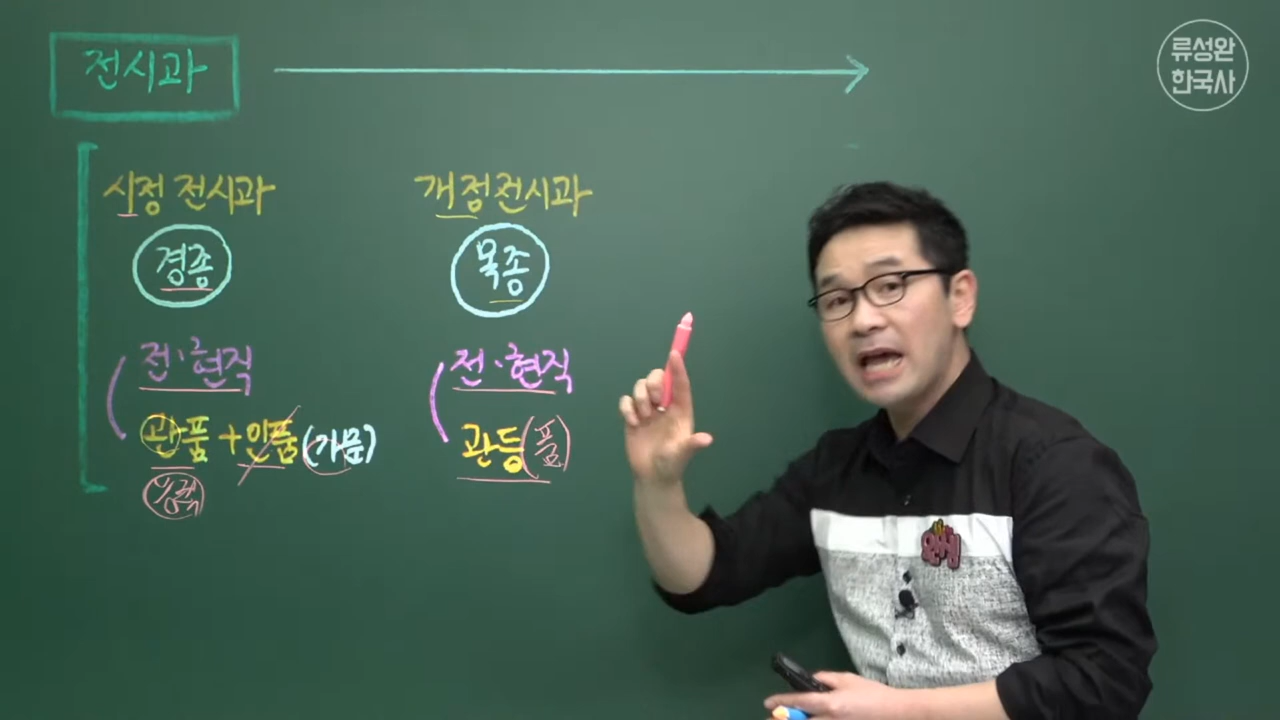 전시과
류성완
한국사
시정 전시과
개정전시과
경종
목종
전·현직
전·현직
관품 + 인품 (가문)
관등(품)